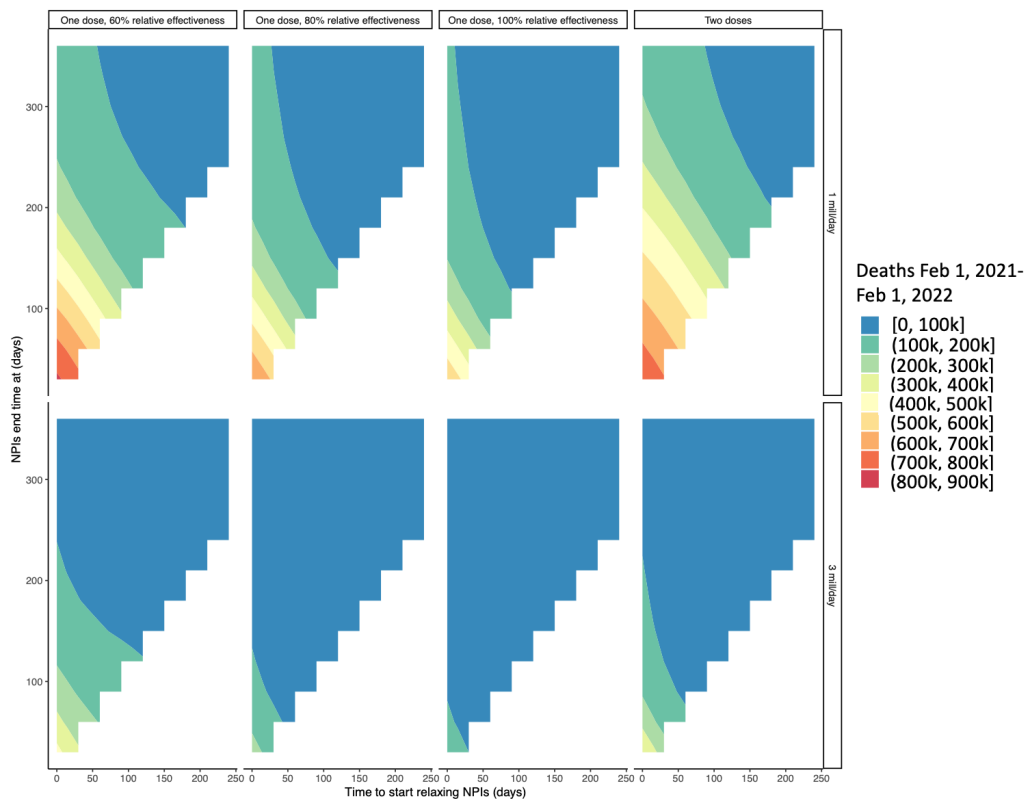 One dose, 60% relative effectiveness
One dose, 80% relative effectiveness
One dose, 100% relative effectiveness
Two doses
300
200
100
1 mill/day
NPIs end time at (days)
300
200
100
3 mill/day
0 50 100 150 200 250
0 50 100 150 200 250
0 50 100 150 200 250
0 50 100 150 200 250
Time to start relaxing NPIs (days)
Deaths Feb 1, 2021-
Feb 1, 2022
[0, 100k]
(100k, 200k]
(200k, 300k]
(300k, 400k]
(400k, 500k]
(500k, 600k]
(600k, 700k]
(700k, 800k]
(800k, 900k]